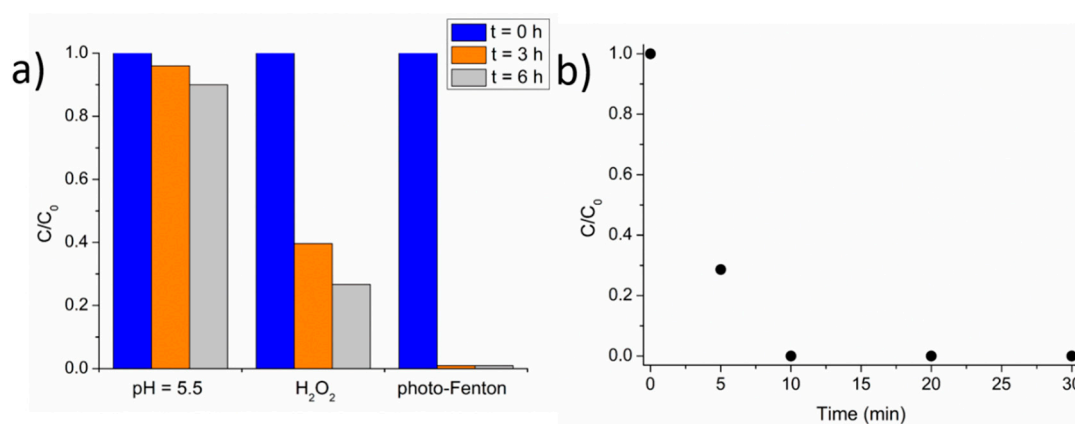 a)
t = 0 h
t = 3 h
t = 6 h
1.0
0.8
0.6
0.4
0.2
0.0
C/C₀
pH = 5.5
H₂O₂
photo-Fenton
b)
1.0
0.8
0.6
0.4
0.2
0.0
C/C₀
0
5
10
15
20
25
30
Time (min)